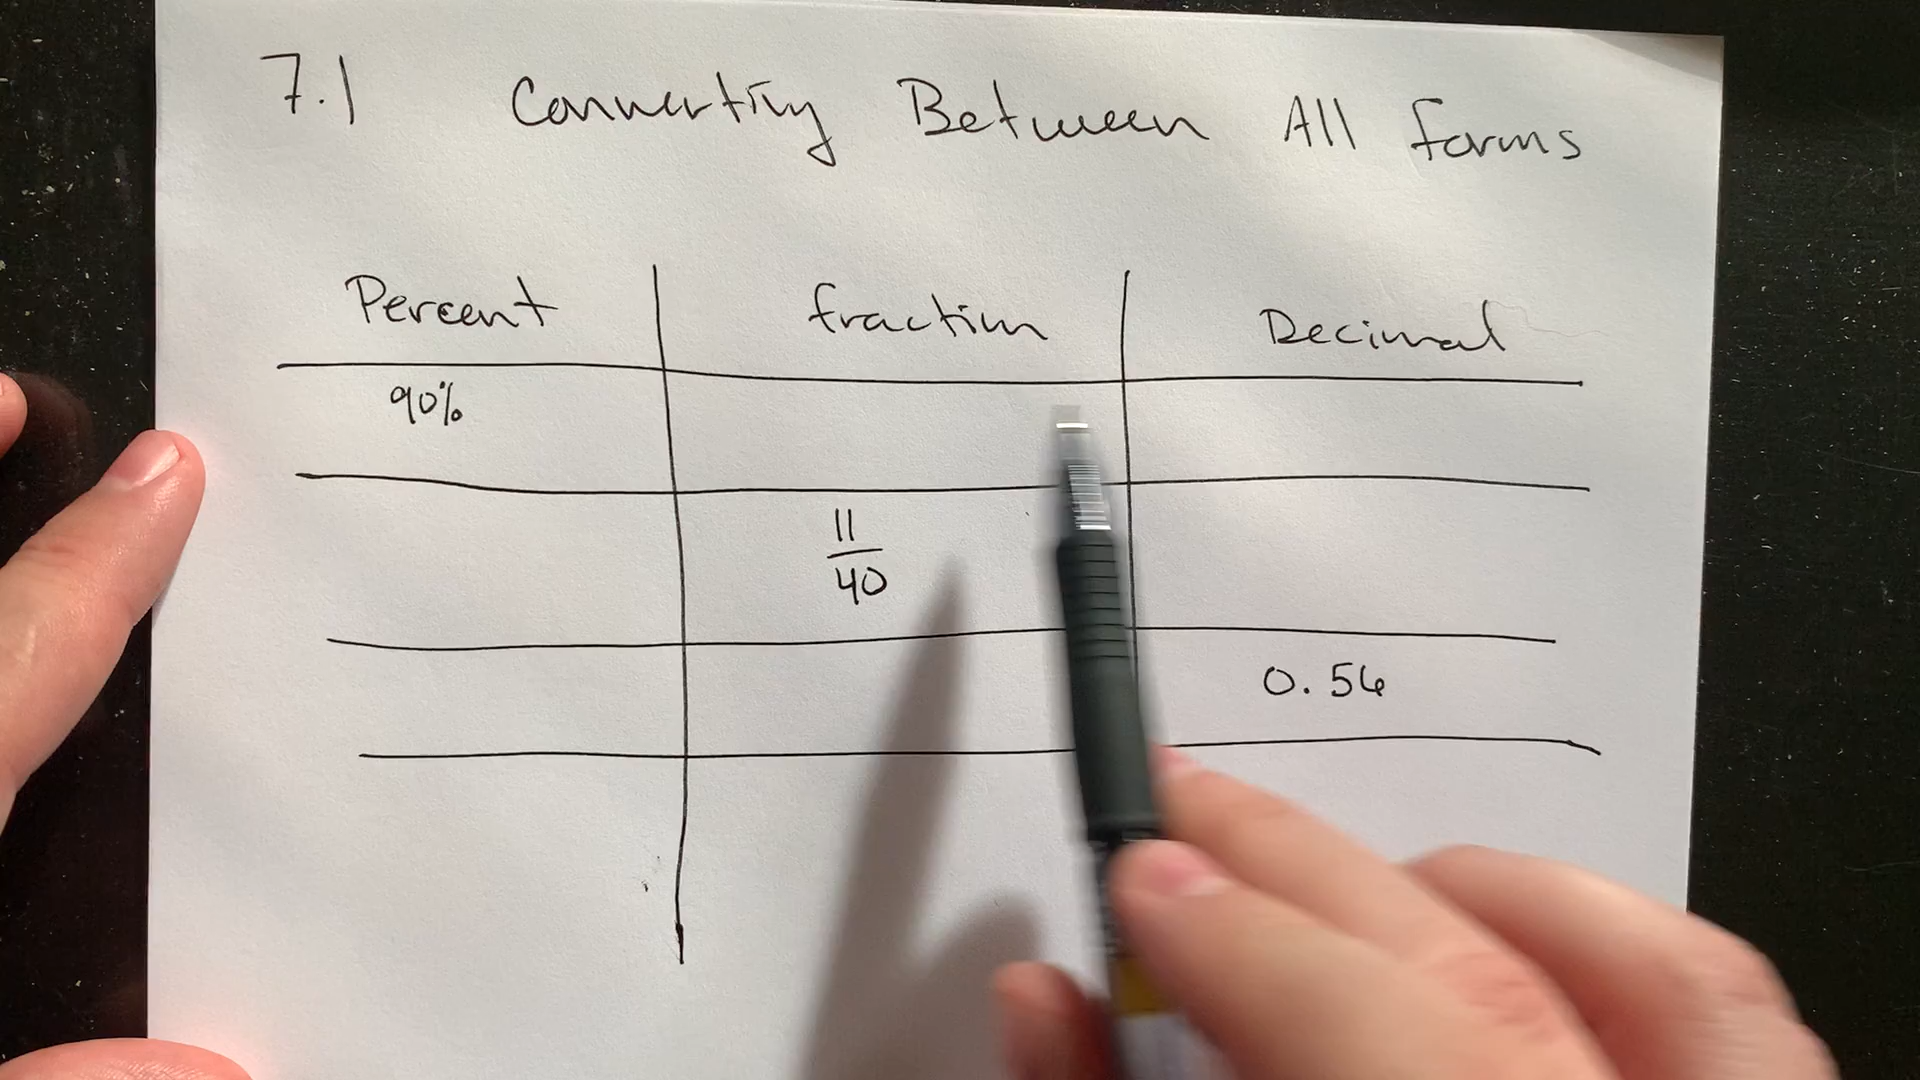 7.1 Converting Between All forms
Percent fraction Decimal
90%
11
40
0.56